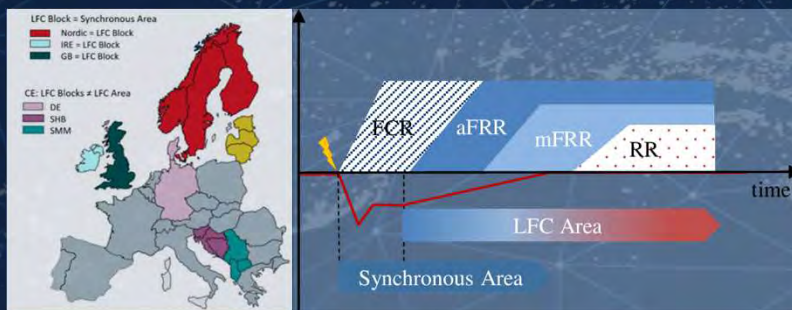 LFC Block = Synchronous Area
Nordic = LFC Block
IRE = LFC Block
GB = LFC Block
CE: LFC Blocks ≠ LFC Area
DE
SHB
SMM
FCR
aFRR
mFRR
RR
time
LFC Area
Synchronous Area